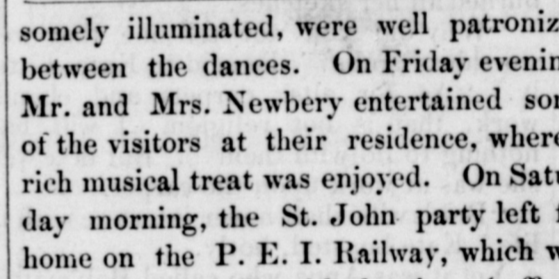 somely illuminated, were well patroniz
between the dances. On Friday evenin
Mr. and Mrs. Newbery entertained so
of the visitors at their residence, where
rich musical treat was enjoyed. On Satu
day morning, the St. John party left
home on the P. E. I. Railway, which